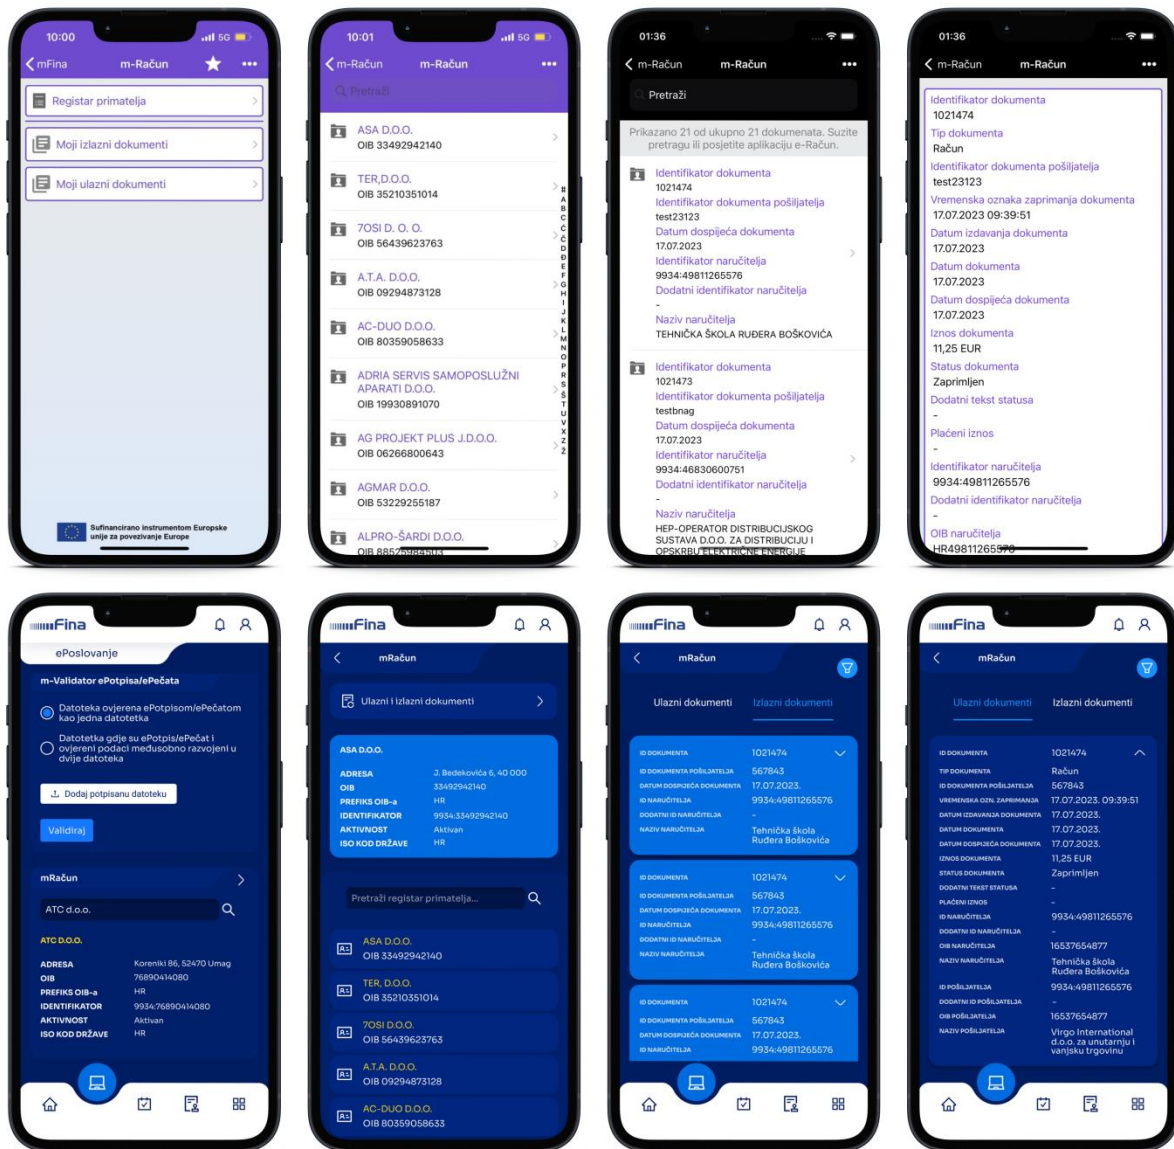 10:00
5G
mFina
m-Račun
Registar primatelja
Moji izlazni dokumenti
Moji ulazni dokumenti
Sufinancirano instrumentom Europske
unije za povezivanje Europe
10:01
5G
m-Račun
m-Račun
Pretraži
ASA D.O.O.
OIB 33492942140
TER,D.O.O.
OIB 35210351014
7OSI D. O. O.
OIB 56439623763
A.T.A. D.O.O.
OIB 09294873128
AC-DUO D.O.O.
OIB 80359058633
ADRIA SERVIS SAMOPOSLUŽNI
APARATI D.O.O.
OIB 19930891070
AG PROJEKT PLUS J.D.O.O.
OIB 06266800643
AGMAR D.O.O.
OIB 53229255187
ALPRO-ŠARDI D.O.O.
OIB 88525984503
#
A
B
C
Ć
Č
D
Đ
E
F
G
H
I
J
K
L
M
N
O
P
R
S
Š
T
U
V
X
Z
Ž
01:36
m-Račun
m-Račun
Pretraži
Prikazano 21 od ukupno 21 dokumenata. Suzite
pretragu ili posjetite aplikaciju e-Račun.
Identifikator dokumenta
1021474
Identifikator dokumenta pošiljatelja
test23123
Datum dospijeća dokumenta
17.07.2023
Identifikator naručitelja
9934:49811265576
Dodatni identifikator naručitelja
-
Naziv naručitelja
TEHNIČKA ŠKOLA RUĐERA BOŠKOVIĆA
Identifikator dokumenta
1021473
Identifikator dokumenta pošiljatelja
testbnag
Datum dospijeća dokumenta
17.07.2023
Identifikator naručitelja
9934:46830600751
Dodatni identifikator naručitelja
-
Naziv naručitelja
HEP-OPERATOR DISTRIBUCIJSKOG
SUSTAVA D.O.O. ZA DISTRIBUCIJU I
OPSKRBU ELEKTRIČNE ENERGIJE
01:36
m-Račun
m-Račun
Identifikator dokumenta
1021474
Tip dokumenta
Račun
Identifikator dokumenta pošiljatelja
test23123
Vremenska oznaka zaprimanja dokumenta
17.07.2023 09:39:51
Datum izdavanja dokumenta
17.07.2023
Datum dokumenta
17.07.2023
Datum dospijeća dokumenta
17.07.2023
Iznos dokumenta
11,25 EUR
Status dokumenta
Zaprimljen
Dodatni tekst statusa
-
Plaćeni iznos
-
Identifikator naručitelja
9934:49811265576
Dodatni identifikator naručitelja
-
OIB naručitelja
HR49811265576
Fina
ePoslovanje
m-Validator ePotpisa/ePečata
Datoteka ovjerena ePotpisom/ePečatom
kao jedna datotetka
Datotetka gdje su ePotpis/ePečat i
ovjereni podaci međusobno razvojeni u
dvije datoteka
Dodaj potpisanu datoteku
Validiraj
mRačun
ATC d.o.o.
ATC D.O.O.
ADRESA Koreniki 86, 52470 Umag
OIB 76890414080
PREFIKS OIB-a HR
IDENTIFIKATOR 9934:76890414080
AKTIVNOST Aktivan
ISO KOD DRŽAVE HR
Fina
mRačun
Ulazni i izlazni dokumenti
ASA D.O.O.
ADRESA J. Bedekovića 6, 40 000
OIB 33492942140
PREFIKS OIB-a HR
IDENTIFIKATOR 9934:33492942140
AKTIVNOST Aktivan
ISO KOD DRŽAVE HR
Pretraži registar primatelja...
ASA D.O.O.
OIB 33492942140
TER, D.O.O.
OIB 35210351014
7OSI D.O.O.
OIB 56439623763
A.T.A. D.O.O.
OIB 09294873128
AC-DUO D.O.O.
OIB 80359058633
Fina
mRačun
Ulazni dokumenti Izlazni dokumenti
ID DOKUMENTA 1021474
ID DOKUMENTA POŠILJATELJA 567843
DATUM DOSPIJEĆA DOKUMENTA 17.07.2023.
ID NARUČITELJA 9934:49811265576
DODATNI ID NARUČITELJA -
NAZIV NARUČITELJA Tehnička škola
Ruđera Boškovića
ID DOKUMENTA 1021474
ID DOKUMENTA POŠILJATELJA 567843
DATUM DOSPIJEĆA DOKUMENTA 17.07.2023.
ID NARUČITELJA 9934:49811265576
DODATNI ID NARUČITELJA -
NAZIV NARUČITELJA Tehnička škola
Ruđera Boškovića
ID DOKUMENTA 1021474
ID DOKUMENTA POŠILJATELJA 567843
DATUM DOSPIJEĆA DOKUMENTA 17.07.2023.
ID NARUČITELJA 9934:49811265576
Fina
mRačun
Ulazni dokumenti Izlazni dokumenti
ID DOKUMENTA 1021474
TIP DOKUMENTA Račun
ID DOKUMENTA POŠILJATELJA 567843
VREMENSKA OZN. ZAPRIMANJA 17.07.2023. 09:39:51
DATUM IZDAVANJA DOKUMENTA 17.07.2023.
DATUM DOKUMENTA 17.07.2023.
DATUM DOSPIJEĆA DOKUMENTA 17.07.2023.
IZNOS DOKUMENTA 11,25 EUR
STATUS DOKUMENTA Zaprimljen
DODATNI TEKST STATUSA -
PLAĆENI IZNOS -
ID NARUČITELJA 9934:49811265576
DODATNI ID NARUČITELJA -
OIB NARUČITELJA 16537654877
NAZIV NARUČITELJA Tehnička škola
Ruđera Boškovića
ID POŠILJATELJA 9934:49811265576
DODATNI ID POŠILJATELJA -
OIB POŠILJATELJA 16537654877
NAZIV POŠILJATELJA Virgo International
d.o.o. za unutarnju i
vanjsku trgovinu